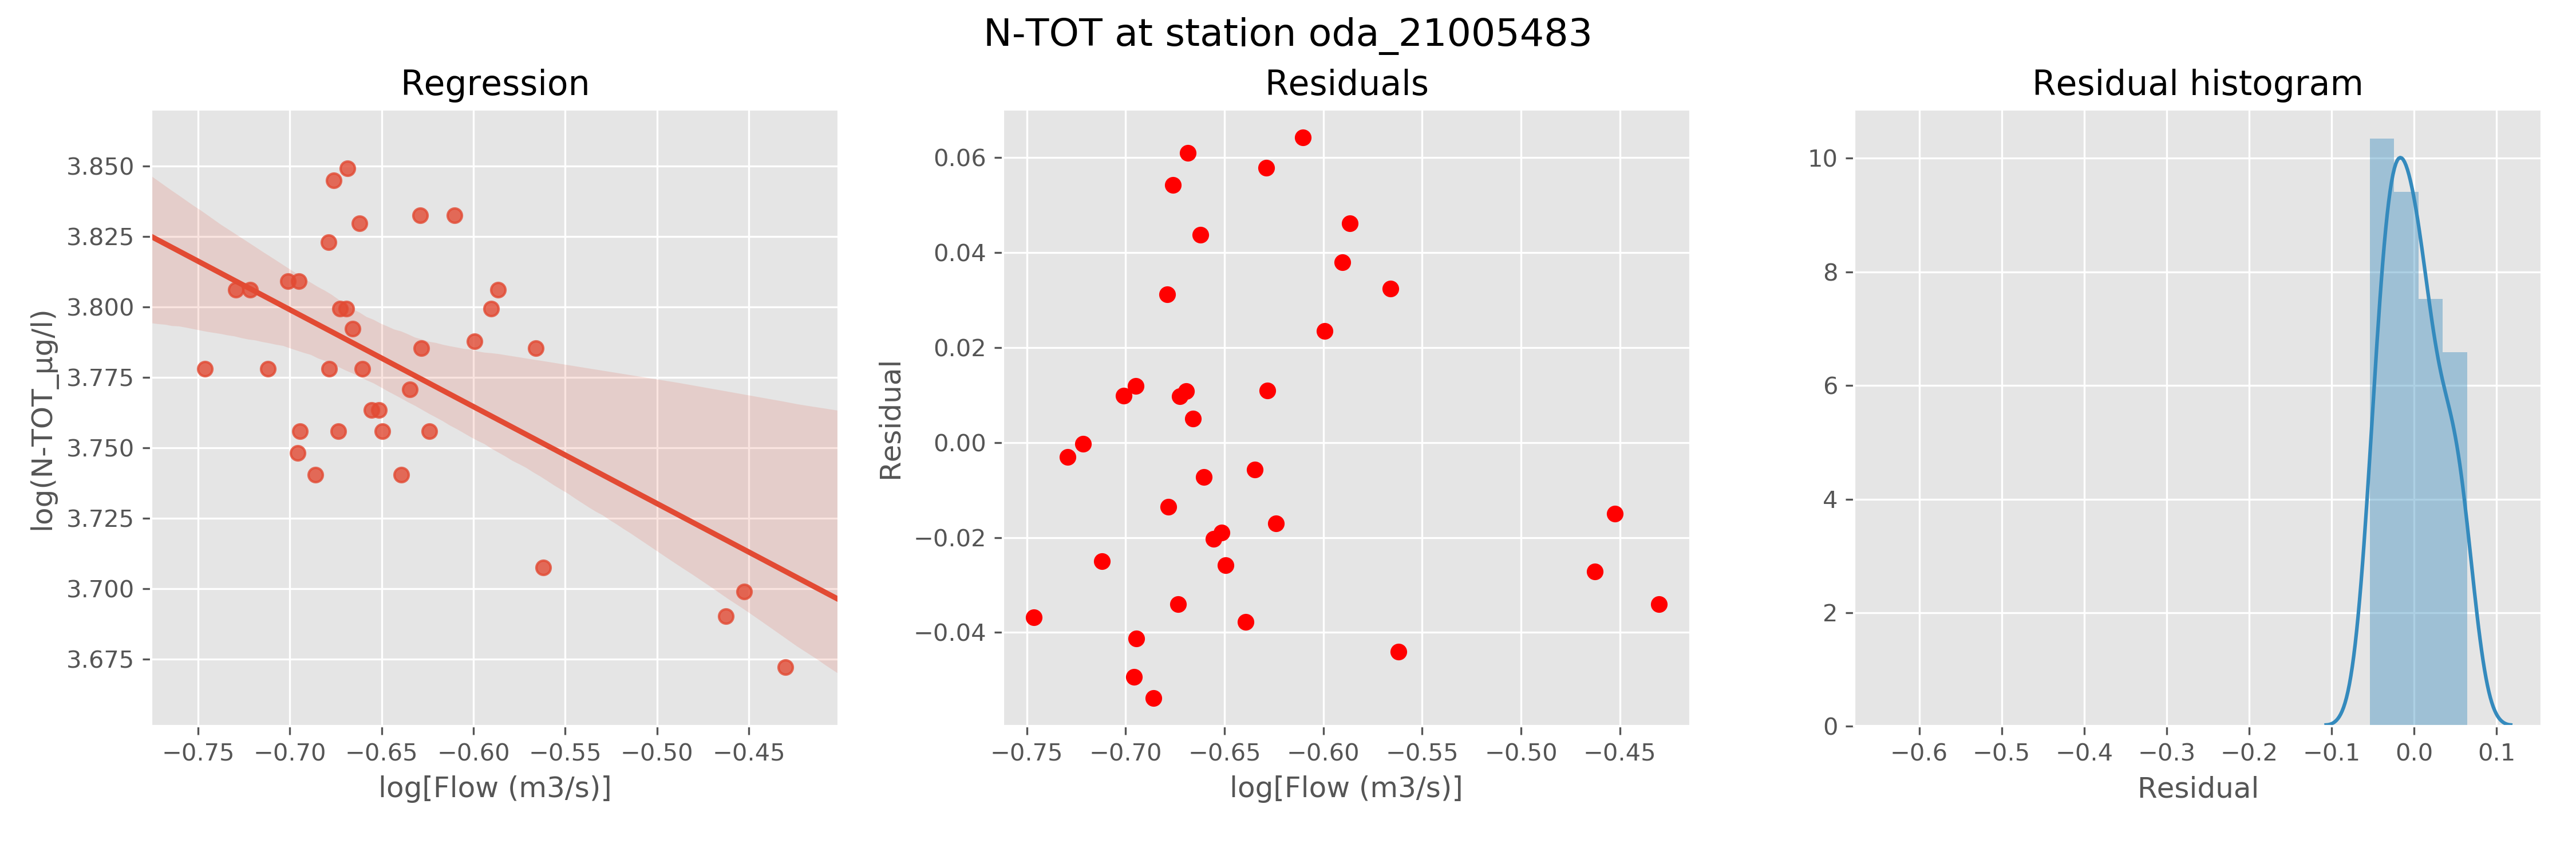 N-TOT at station oda_21005483
Regression
3.850
3.825
3.800
3.775
3.750
3.725
3.700
3.675
log(N-TOT_µg/l)
−0.75 −0.70 −0.65 −0.60 −0.55 −0.50 −0.45
log[Flow (m3/s)]
Residuals
0.06
0.04
0.02
0.00
−0.02
−0.04
Residual
−0.75 −0.70 −0.65 −0.60 −0.55 −0.50 −0.45
log[Flow (m3/s)]
Residual histogram
10
8
6
4
2
0
−0.6 −0.5 −0.4 −0.3 −0.2 −0.1 0.0 0.1
Residual